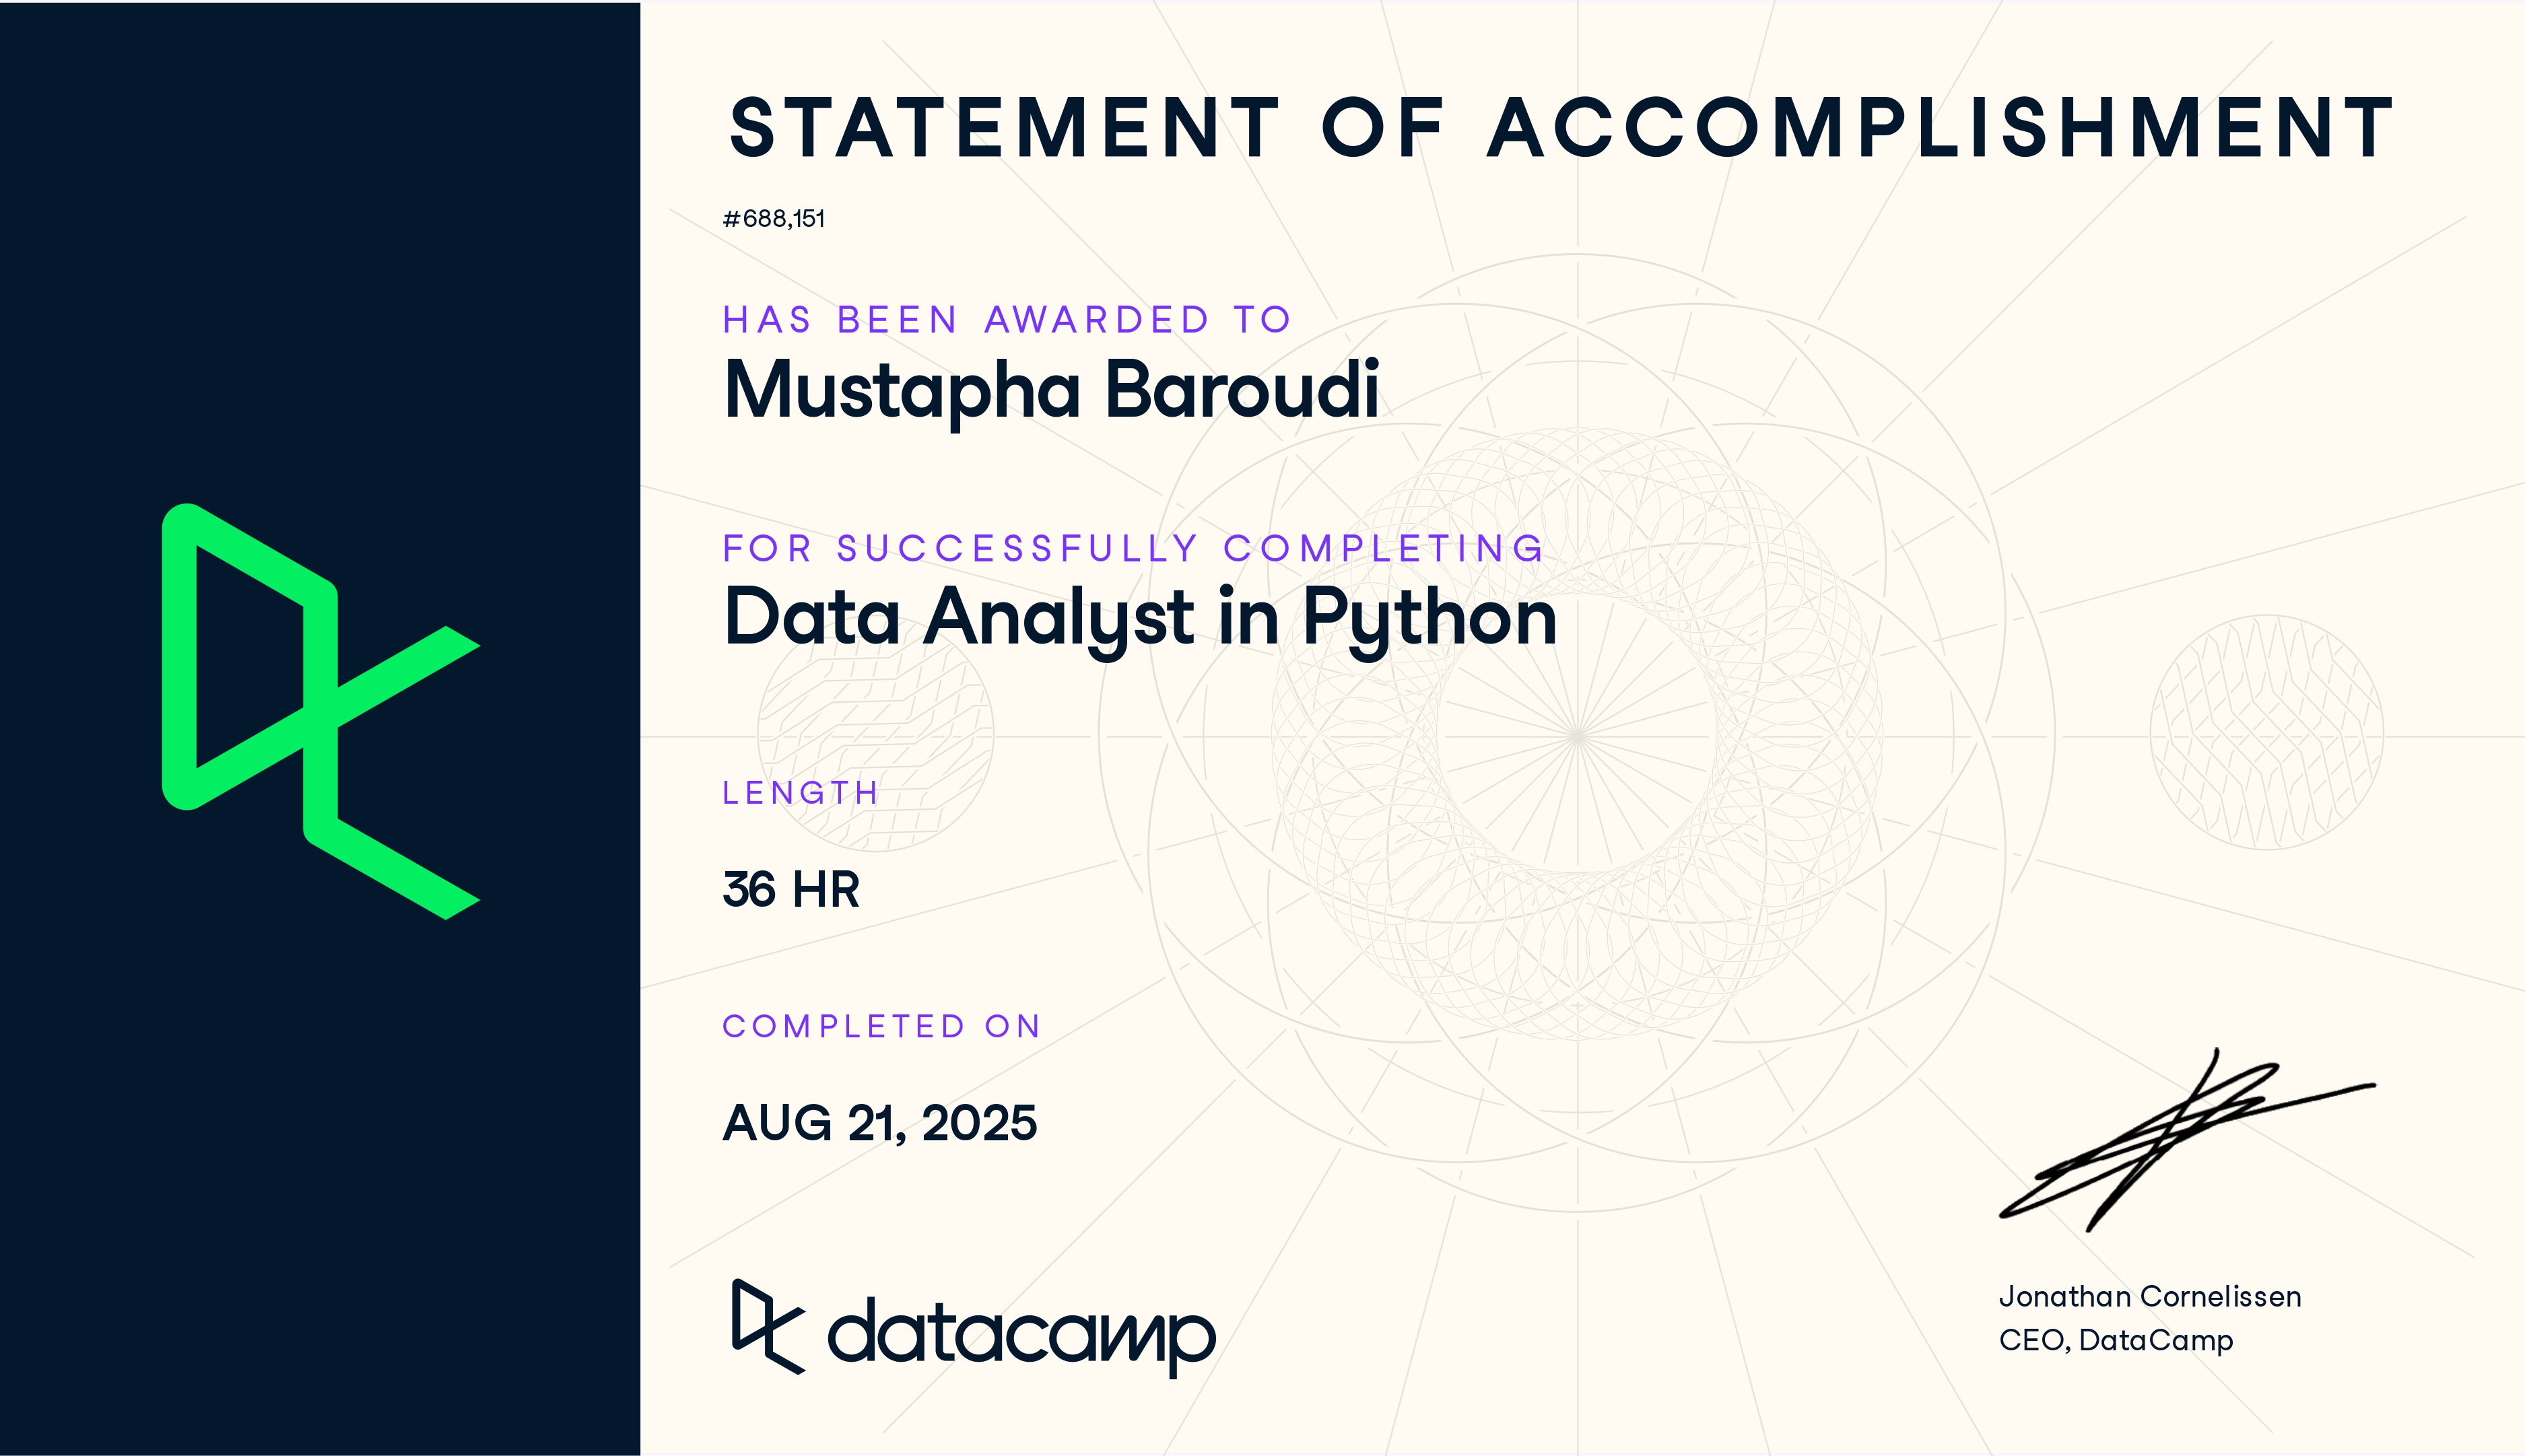 STATEMENT OF ACCOMPLISHMENT
#688,151
HAS BEEN AWARDED TO
Mustapha Baroudi
FOR SUCCESSFULLY COMPLETING
Data Analyst in Python
LENGTH
36 HR
COMPLETED ON
AUG 21, 2025
datacamp
Jonathan Cornelissen
CEO, DataCamp